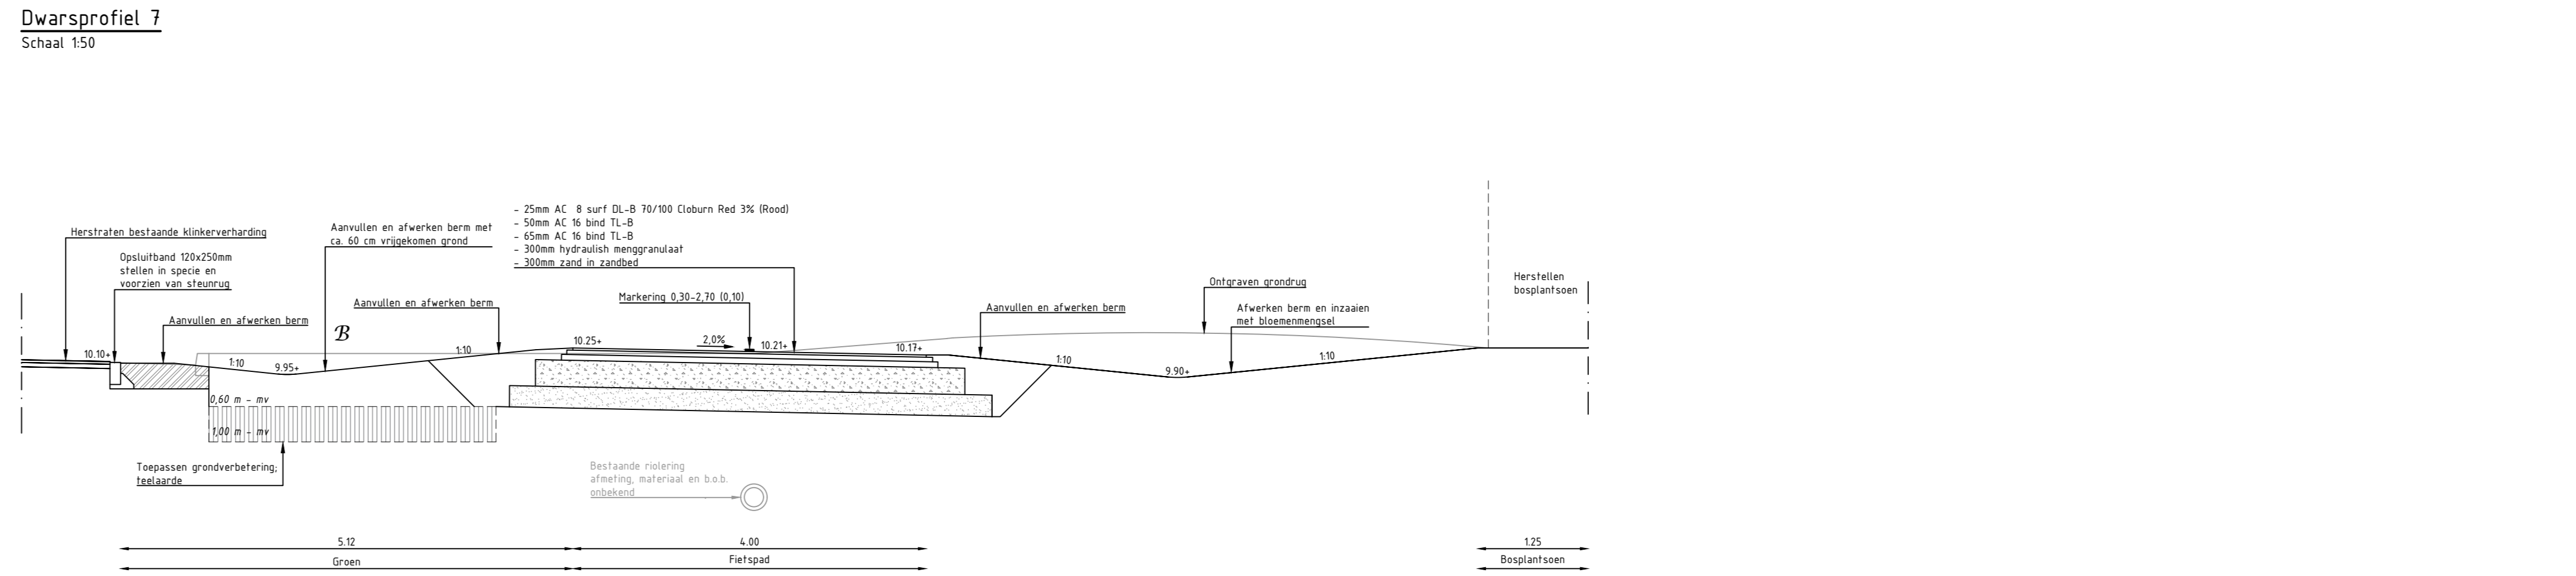 Dwarsprofiel 7
Schaal 1:50
- 25mm AC 8 surf DL-B 70/100 Cloburn Red 3% (Rood)
- 50mm AC 16 bind TL-B
- 65mm AC 16 bind TL-B
- 300mm hydraulish menggranulaat
- 300mm zand in zandbed
Herstraten bestaande klinkerverharding
Aanvullen en afwerken berm met
ca. 60 cm vrijgekomen grond
Opsluitband 120x250mm
stellen in specie en
voorzien van steunrug
Aanvullen en afwerken berm
Aanvullen en afwerken berm
B
Markering 0,30-2,70 (0,10)
Aanvullen en afwerken berm
Ontgraven grondrug
Afwerken berm en inzaaien
met bloemenmengsel
Herstellen
bosplantsoen
10.10+
1:10
9.95+
1:10
10.25+
2,0%
10.21+
10.17+
1:10
9.90+
1:10
0,60 m - mv
1,00 m - mv
Toepassen grondverbetering;
teelaarde
Bestaande riolering
afmeting, materiaal en b.o.b.
onbekend
5.12
4.00
1.25
Groen
Fietspad
Bosplantsoen